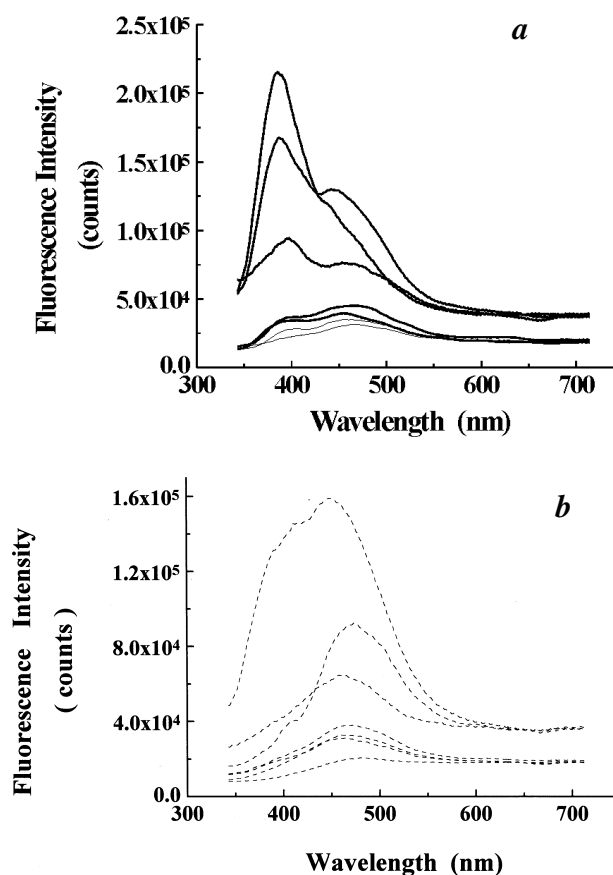 a
Fluorescence Intensity
(counts)
2.5x10⁵
2.0x10⁵
1.5x10⁵
1.0x10⁵
5.0x10⁴
0.0
300 400 500 600 700
Wavelength (nm)
b
Fluorescence Intensity
( counts )
1.6x10⁵
1.2x10⁵
8.0x10⁴
4.0x10⁴
0.0
300 400 500 600 700
Wavelength (nm)